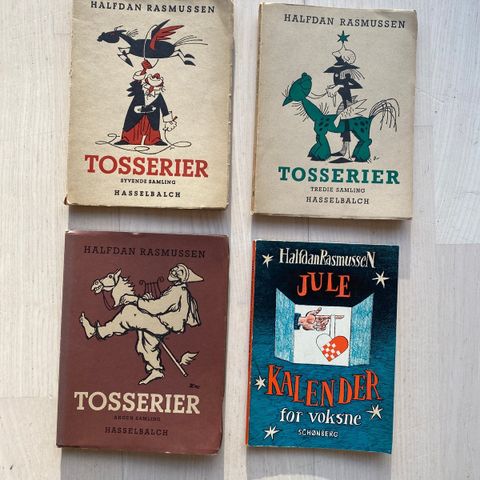 HALFDAN RASMUSSEN
TOSSERIER
SYVENDE SAMLING
HASSELBALCH
HALFDAN RASMUSSEN
TOSSERIER
TREDIE SAMLING
HASSELBALCH
HALFDAN RASMUSSEN
TOSSERIER
ANDEN SAMLING
HASSELBALCH
Halfdan RasmusseN
JULE
KALENDER
for voksne
SCHØNBERG